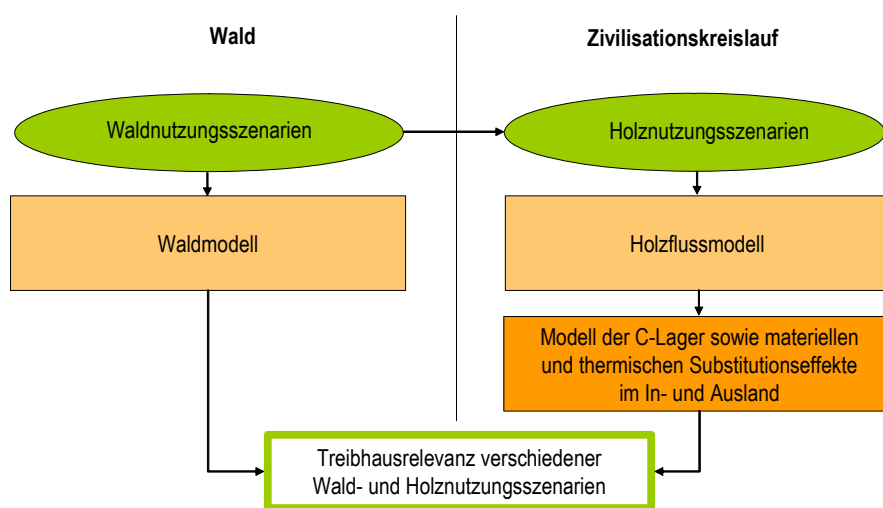 Wald
Zivilisationskreislauf
Waldnutzungsszenarien
Holznutzungsszenarien
Waldmodell
Holzflussmodell
Modell der C-Lager sowie materiellen
und thermischen Substitutionseffekte
im In- und Ausland
Treibhausrelevanz verschiedener
Wald- und Holznutzungsszenarien